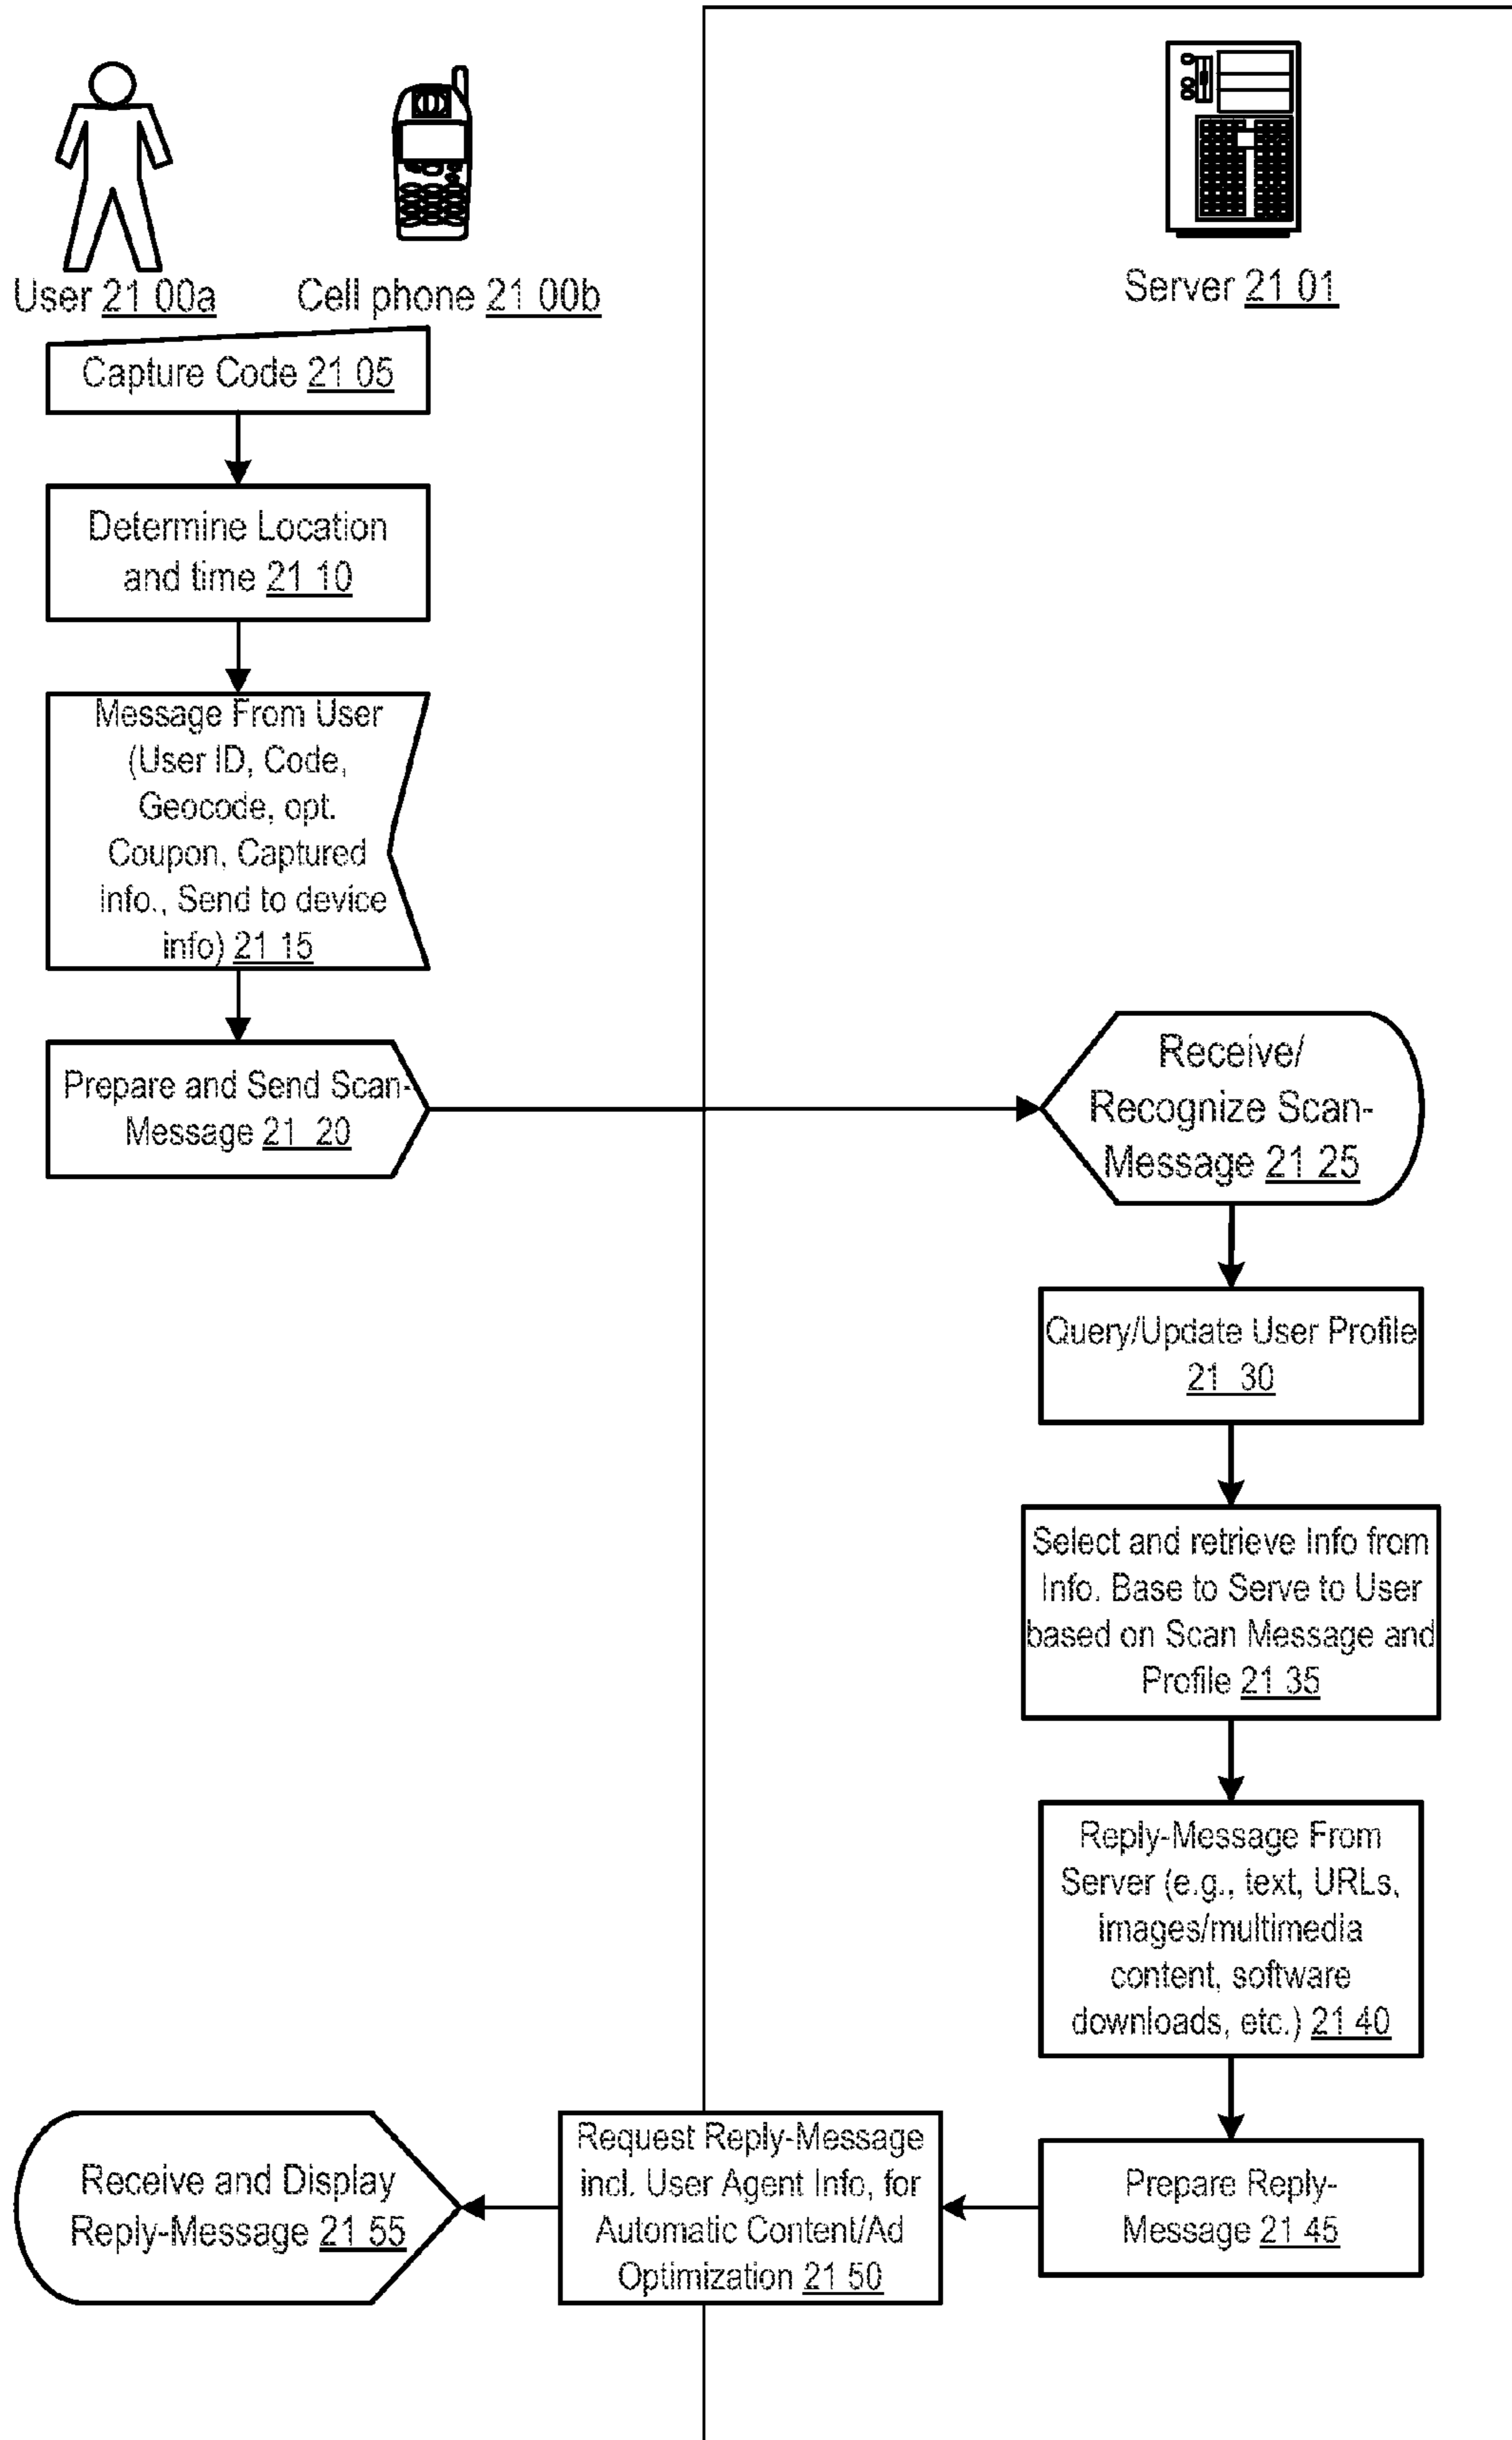 User 21 00a
Cell phone 21 00b
Server 21 01
Capture Code 21 05
Determine Location
and time 21 10
Message From User
(User ID, Code,
Geocode, opt.
Coupon, Captured
info., Send to device
info) 21 15
Prepare and Send Scan-
Message 21 20
Receive/
Recognize Scan-
Message 21 25
Query/Update User Profile
21 30
Select and retrieve Info from
Info. Base to Serve to User
based on Scan Message and
Profile 21 35
Reply-Message From
Server (e.g., text, URLs,
images/multimedia
content, software
downloads, etc.) 21 40
Prepare Reply-
Message 21 45
Request Reply-Message
incl. User Agent Info, for
Automatic Content/Ad
Optimization 21 50
Receive and Display
Reply-Message 21 55